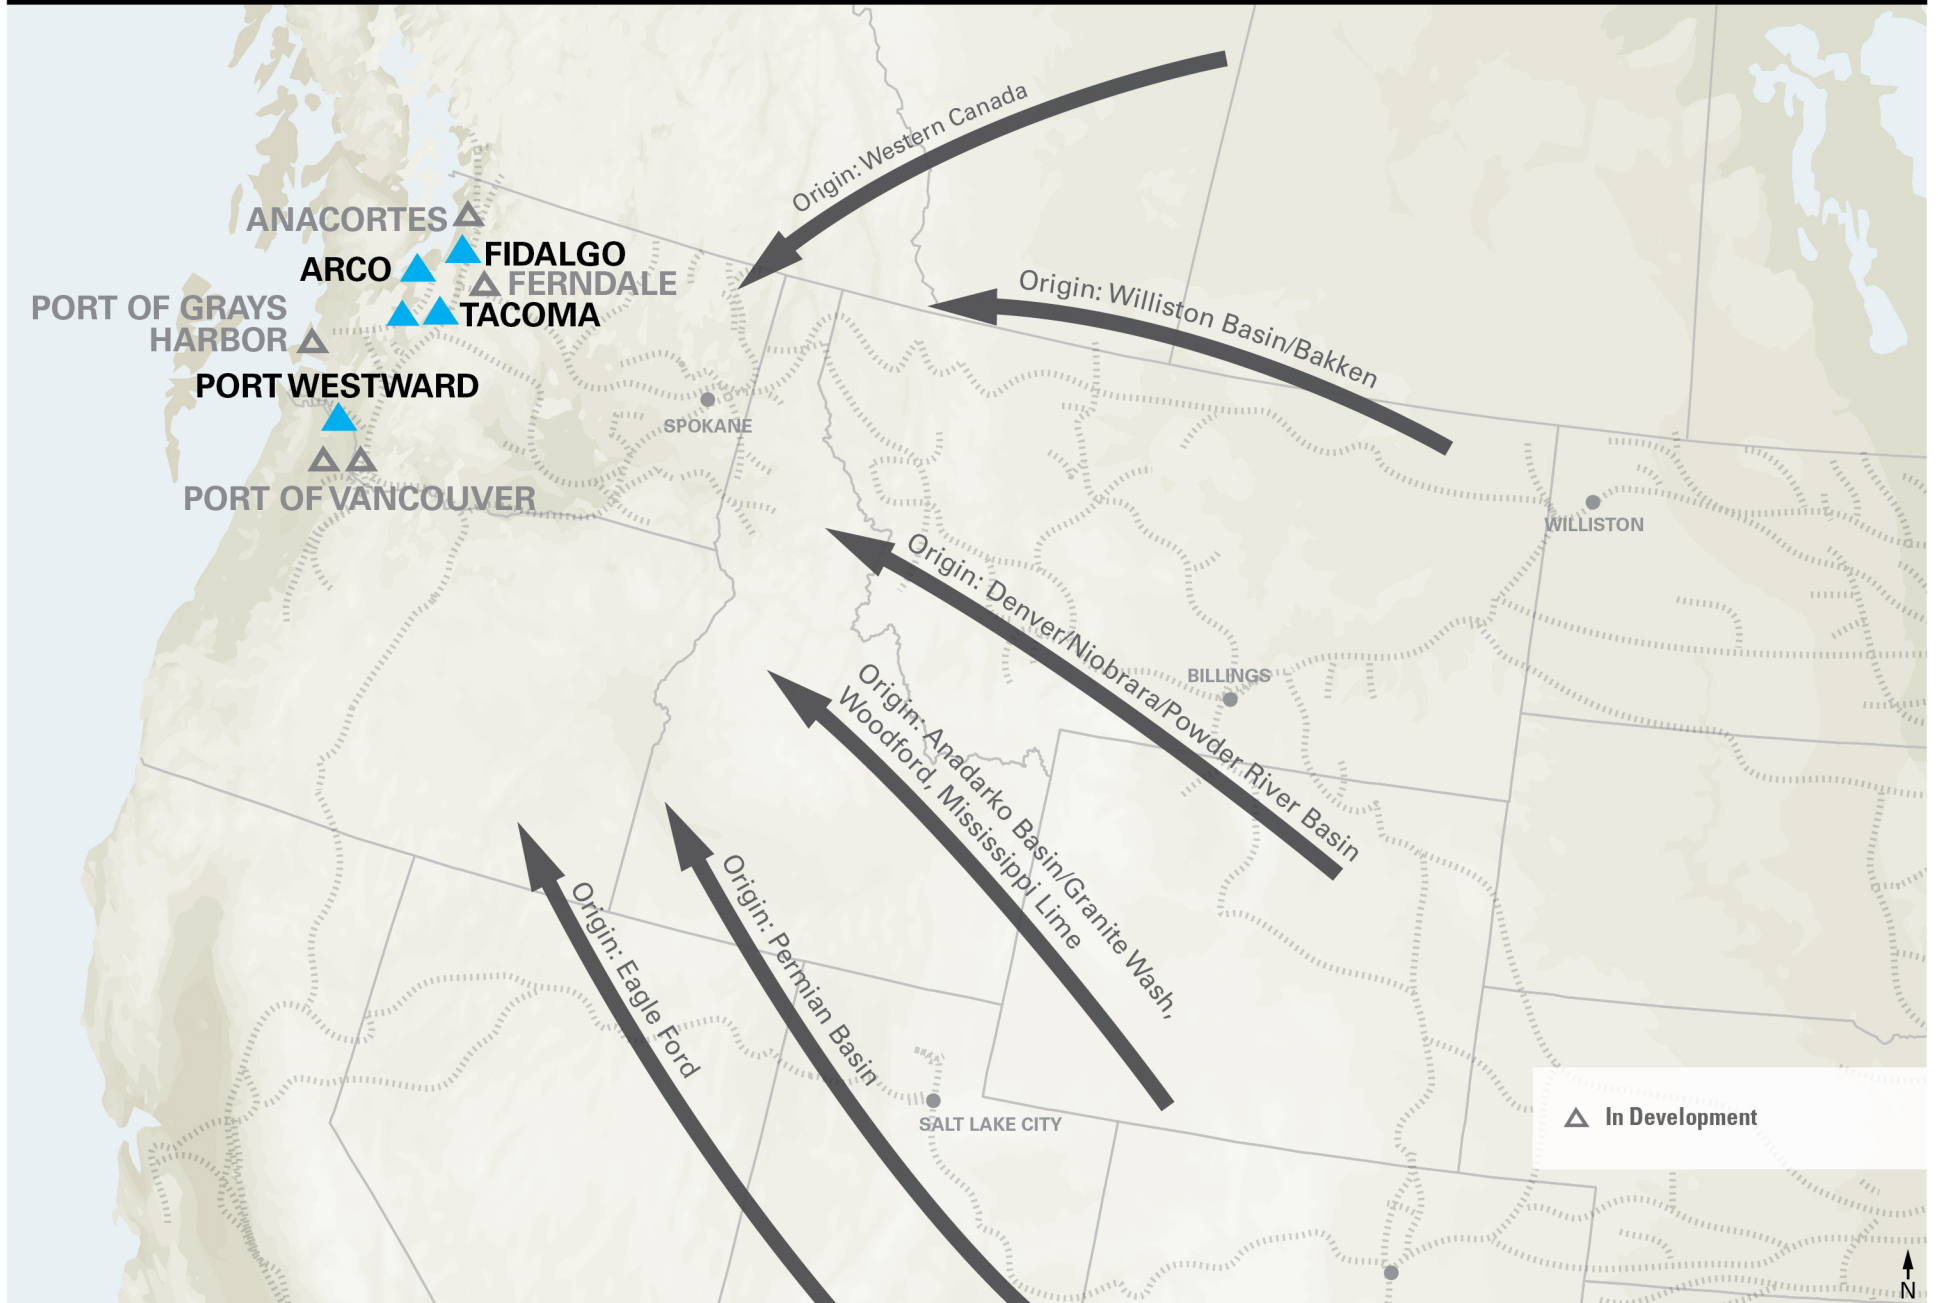 Origin: Western Canada
ANACORTES
FIDALGO
ARCO
FERNDALE
PORT OF GRAYS
HARBOR
TACOMA
Origin: Williston Basin/Bakken
PORT WESTWARD
SPOKANE
PORT OF VANCOUVER
WILLISTON
Origin: Denver/Niobrara/Powder River Basin
BILLINGS
Origin: Anadarko Basin/Granite Wash,
Woodford, Mississippi Lime
Origin: Permian Basin
Origin: Eagle Ford
SALT LAKE CITY
In Development
N